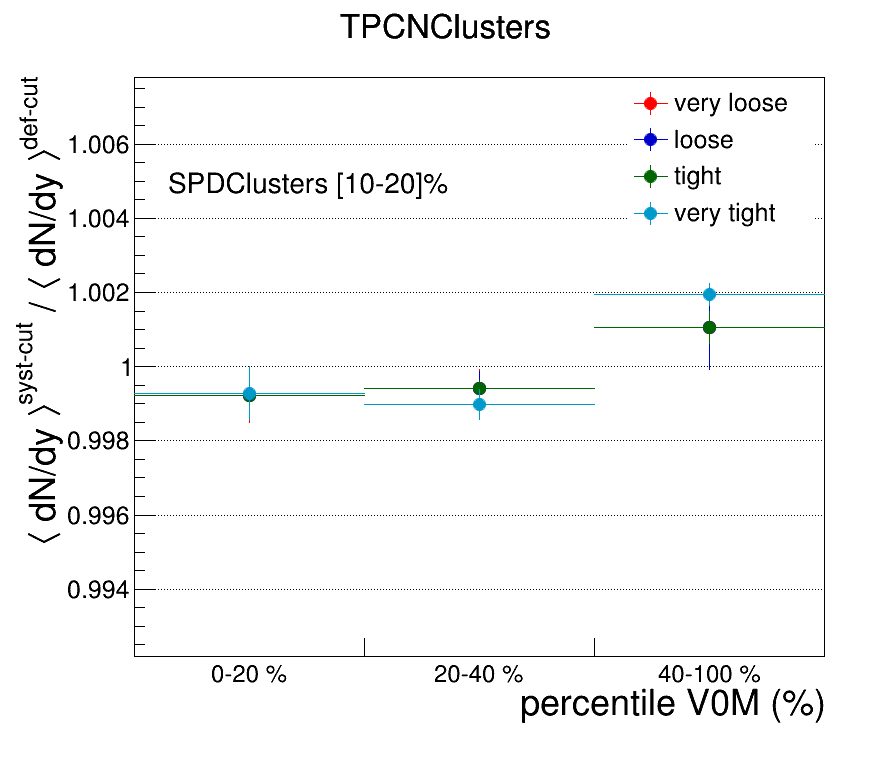 TPCNClusters
⟨ dN/dy ⟩^syst-cut / ⟨ dN/dy ⟩^def-cut
1.006
1.004
1.002
1
0.998
0.996
0.994
SPDClusters [10-20]%
very loose
loose
tight
very tight
0-20 %
20-40 %
40-100 %
percentile V0M (%)